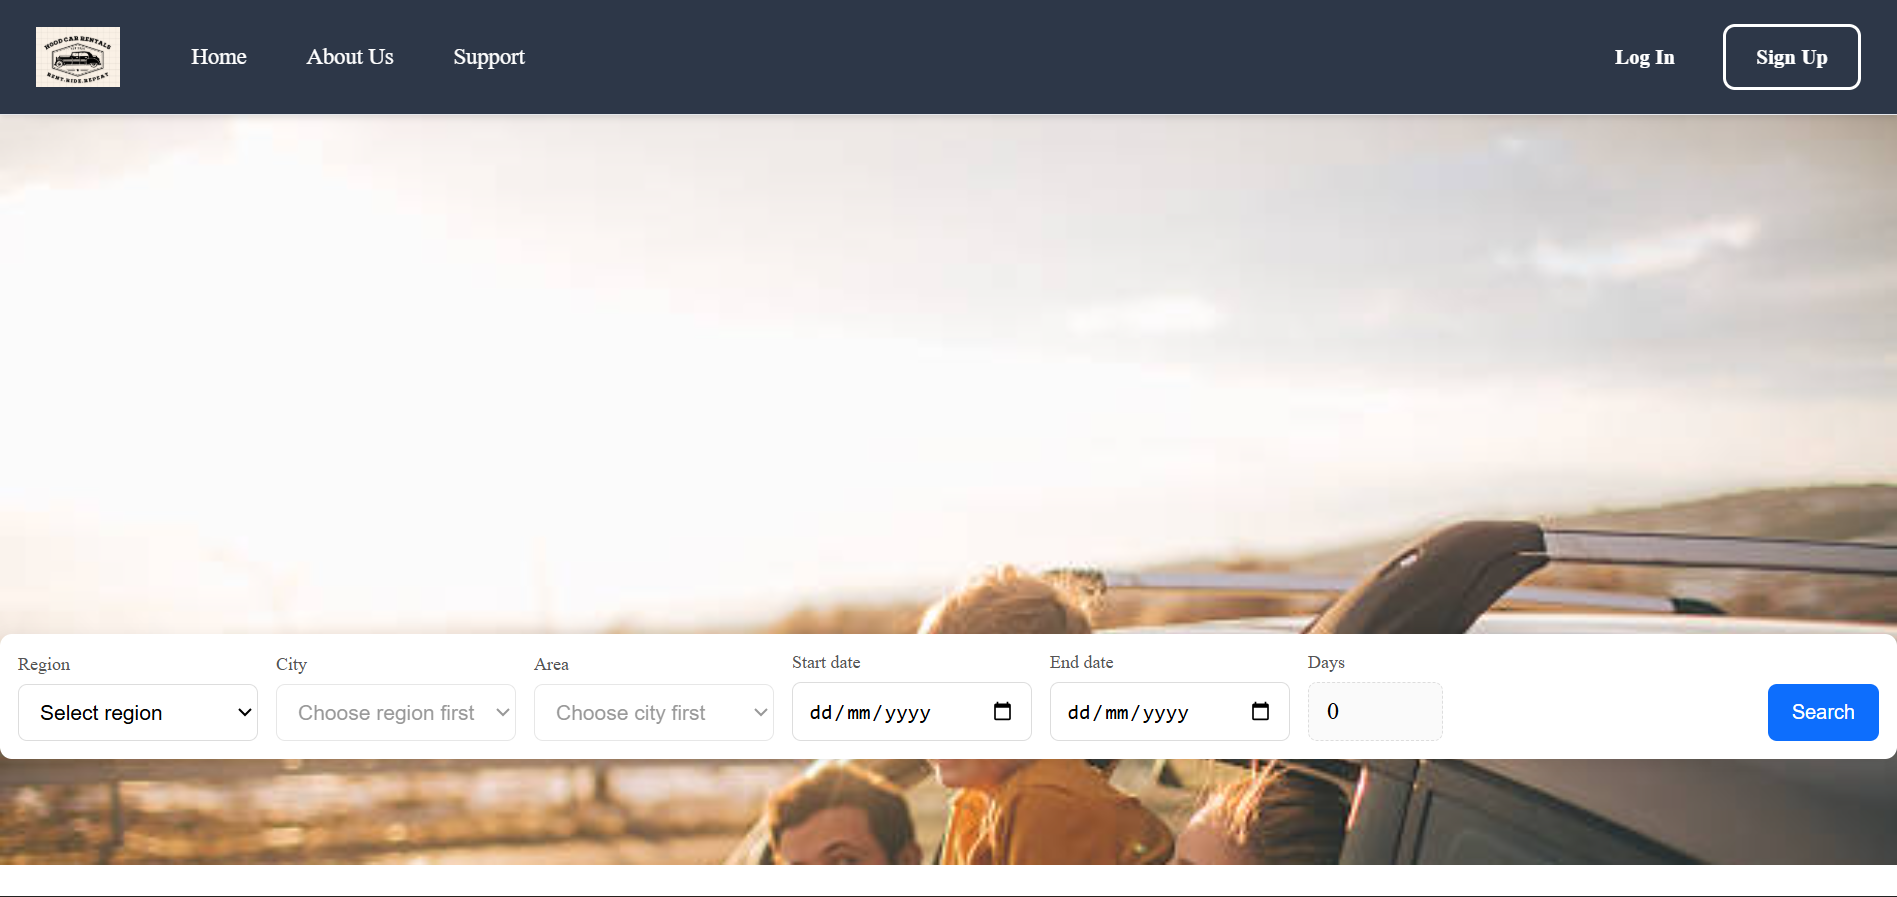 HOOD CAR RENTALS
RENT.RIDE.REPEAT
Home
About Us
Support
Log In
Sign Up
Region
City
Area
Start date
End date
Days
Select region
Choose region first
Choose city first
dd/mm/yyyy
dd/mm/yyyy
0
Search